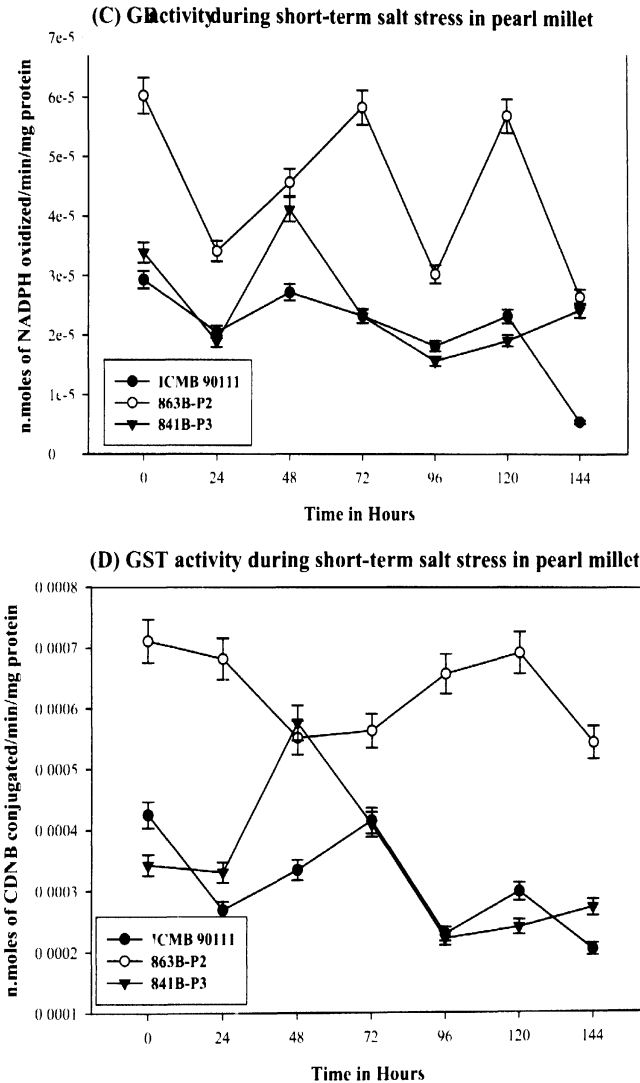 (C) GR activity during short-term salt stress in pearl millet
7e-5
6e-5
5e-5
4e-5
3e-5
2e-5
1e-5
0
n.moles of NADPH oxidized/min/mg protein
ICMB 90111
863B-P2
841B-P3
0 24 48 72 96 120 144
Time in Hours
(D) GST activity during short-term salt stress in pearl millet
0 0008
0 0007
0 0006
0 0005
0 0004
0 0003
0 0002
0 0001
n.moles of CDNB conjugated/min/mg protein
ICMB 90111
863B-P2
841B-P3
0 24 48 72 96 120 144
Time in Hours